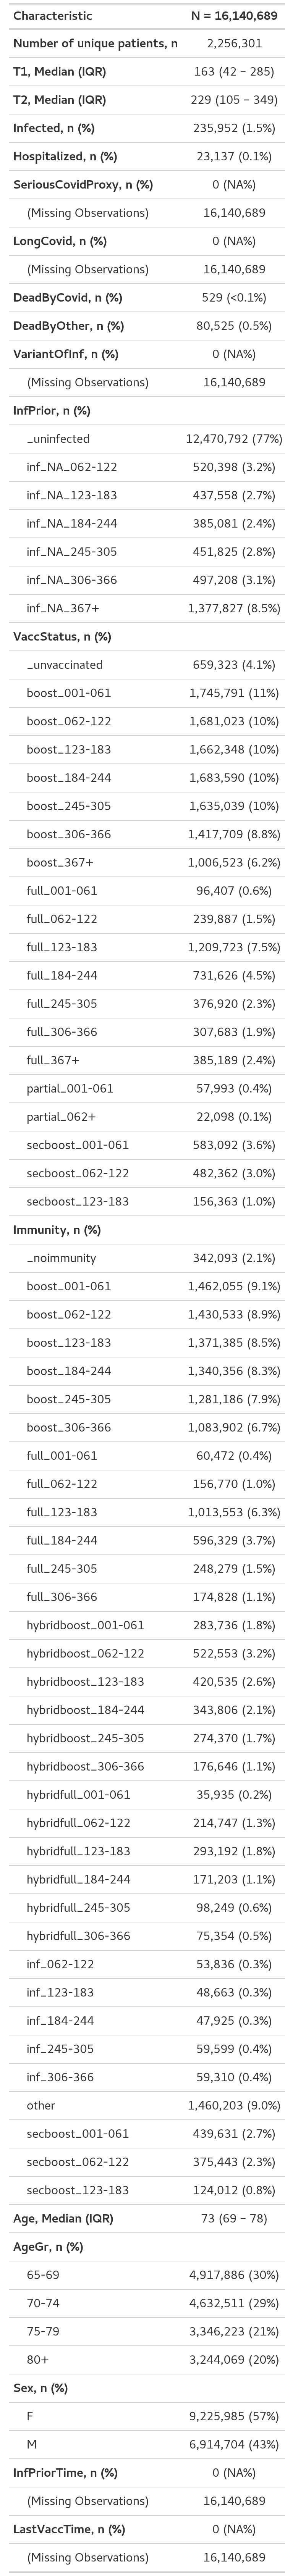 Characteristic N = 16,140,689
Number of unique patients, n 2,256,301
T1, Median (IQR) 163 (42 – 285)
T2, Median (IQR) 229 (105 – 349)
Infected, n (%) 235,952 (1.5%)
Hospitalized, n (%) 23,137 (0.1%)
SeriousCovidProxy, n (%) 0 (NA%)
(Missing Observations) 16,140,689
LongCovid, n (%) 0 (NA%)
(Missing Observations) 16,140,689
DeadByCovid, n (%) 529 (<0.1%)
DeadByOther, n (%) 80,525 (0.5%)
VariantOfInf, n (%) 0 (NA%)
(Missing Observations) 16,140,689
InfPrior, n (%)
_uninfected 12,470,792 (77%)
inf_NA_062-122 520,398 (3.2%)
inf_NA_123-183 437,558 (2.7%)
inf_NA_184-244 385,081 (2.4%)
inf_NA_245-305 451,825 (2.8%)
inf_NA_306-366 497,208 (3.1%)
inf_NA_367+ 1,377,827 (8.5%)
VaccStatus, n (%)
_unvaccinated 659,323 (4.1%)
boost_001-061 1,745,791 (11%)
boost_062-122 1,681,023 (10%)
boost_123-183 1,662,348 (10%)
boost_184-244 1,683,590 (10%)
boost_245-305 1,635,039 (10%)
boost_306-366 1,417,709 (8.8%)
boost_367+ 1,006,523 (6.2%)
full_001-061 96,407 (0.6%)
full_062-122 239,887 (1.5%)
full_123-183 1,209,723 (7.5%)
full_184-244 731,626 (4.5%)
full_245-305 376,920 (2.3%)
full_306-366 307,683 (1.9%)
full_367+ 385,189 (2.4%)
partial_001-061 57,993 (0.4%)
partial_062+ 22,098 (0.1%)
secboost_001-061 583,092 (3.6%)
secboost_062-122 482,362 (3.0%)
secboost_123-183 156,363 (1.0%)
Immunity, n (%)
_noimmunity 342,093 (2.1%)
boost_001-061 1,462,055 (9.1%)
boost_062-122 1,430,533 (8.9%)
boost_123-183 1,371,385 (8.5%)
boost_184-244 1,340,356 (8.3%)
boost_245-305 1,281,186 (7.9%)
boost_306-366 1,083,902 (6.7%)
full_001-061 60,472 (0.4%)
full_062-122 156,770 (1.0%)
full_123-183 1,013,553 (6.3%)
full_184-244 596,329 (3.7%)
full_245-305 248,279 (1.5%)
full_306-366 174,828 (1.1%)
hybridboost_001-061 283,736 (1.8%)
hybridboost_062-122 522,553 (3.2%)
hybridboost_123-183 420,535 (2.6%)
hybridboost_184-244 343,806 (2.1%)
hybridboost_245-305 274,370 (1.7%)
hybridboost_306-366 176,646 (1.1%)
hybridfull_001-061 35,935 (0.2%)
hybridfull_062-122 214,747 (1.3%)
hybridfull_123-183 293,192 (1.8%)
hybridfull_184-244 171,203 (1.1%)
hybridfull_245-305 98,249 (0.6%)
hybridfull_306-366 75,354 (0.5%)
inf_062-122 53,836 (0.3%)
inf_123-183 48,663 (0.3%)
inf_184-244 47,925 (0.3%)
inf_245-305 59,599 (0.4%)
inf_306-366 59,310 (0.4%)
other 1,460,203 (9.0%)
secboost_001-061 439,631 (2.7%)
secboost_062-122 375,443 (2.3%)
secboost_123-183 124,012 (0.8%)
Age, Median (IQR) 73 (69 – 78)
AgeGr, n (%)
65-69 4,917,886 (30%)
70-74 4,632,511 (29%)
75-79 3,346,223 (21%)
80+ 3,244,069 (20%)
Sex, n (%)
F 9,225,985 (57%)
M 6,914,704 (43%)
InfPriorTime, n (%) 0 (NA%)
(Missing Observations) 16,140,689
LastVaccTime, n (%) 0 (NA%)
(Missing Observations) 16,140,689